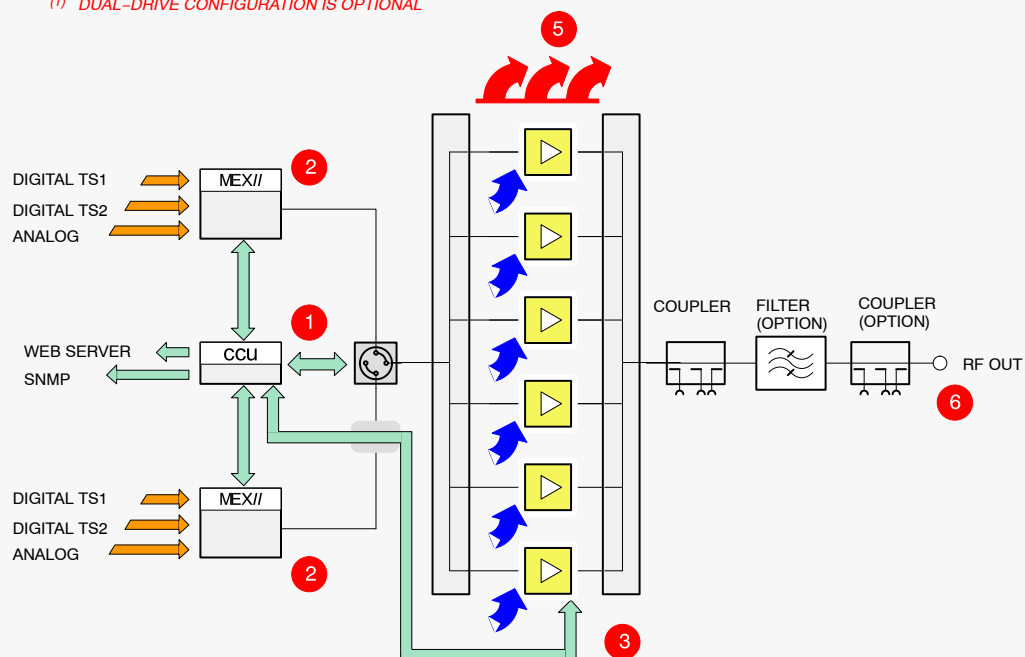 (1) DUAL–DRIVE CONFIGURATION IS OPTIONAL
5
2
DIGITAL TS1
MEX//
DIGITAL TS2
ANALOG
1
COUPLER
FILTER
(OPTION)
COUPLER
(OPTION)
WEB SERVER
CCU
SNMP
RF OUT
6
DIGITAL TS1
MEX//
DIGITAL TS2
ANALOG
2
3